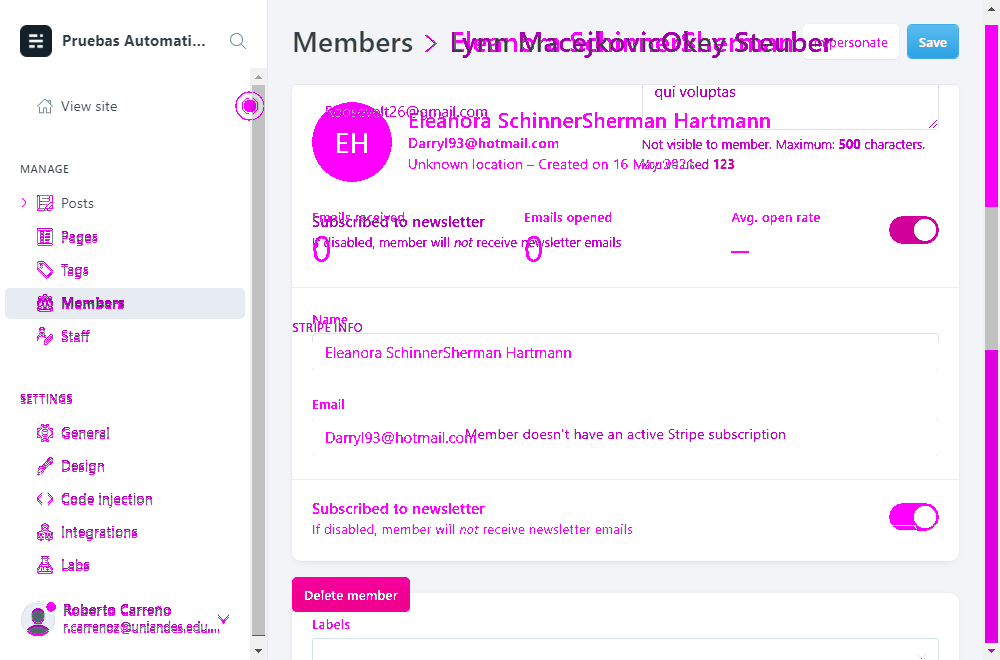 Pruebas Automati...
View site
MANAGE
Posts
Pages
Tags
Members
Staff
SETTINGS
General
Design
Code injection
Integrations
Labs
Roberto Carreño
r.carrenoz@uniandes.edu....
Members
Impersonate
Save
qui voluptas
Roosevelt26@gmail.com
EH
Eleanora SchinnerSherman Hartmann
Darryl93@hotmail.com
Not visible to member. Maximum: 500 characters.
Unknown location – Created on 16 May 2021
You've used 123
Emails received
Emails opened
Avg. open rate
Subscribed to newsletter
If disabled, member will not receive newsletter emails
0
0
—
Name
STRIPE INFO
Eleanora SchinnerSherman Hartmann
Email
Darryl93@hotmail.com
Member doesn't have an active Stripe subscription
Subscribed to newsletter
If disabled, member will not receive newsletter emails
Delete member
Labels